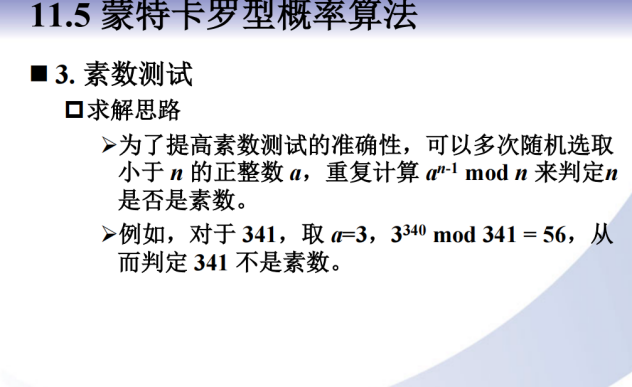 11.5 蒙特卡罗型概率算法
■ 3. 素数测试
求解思路
➢为了提高素数测试的准确性，可以多次随机选取
小于 n 的正整数 a，重复计算 aⁿ⁻¹ mod n 来判定n
是否是素数。
➢例如，对于 341，取 a=3，3³⁴⁰ mod 341 = 56，从
而判定 341 不是素数。